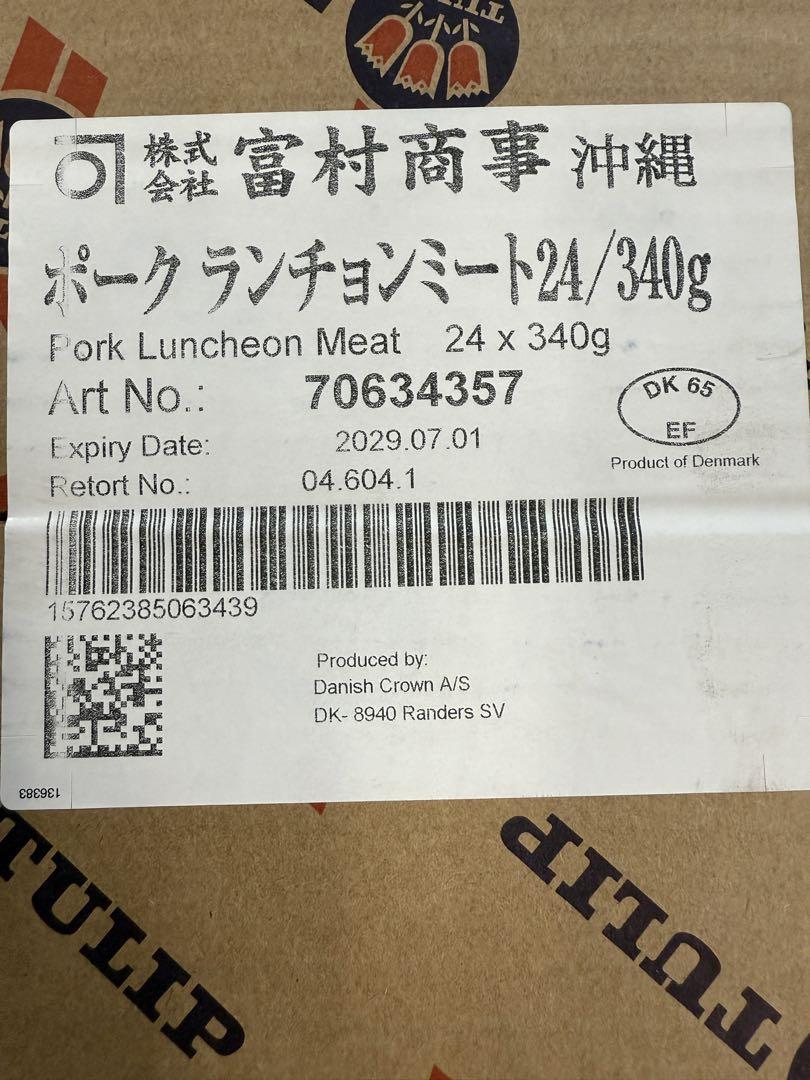 TULIP
株式会社 富村商事 沖縄
ポーク ランチョンミート24/340g
Pork Luncheon Meat 24 x 340g
Art No.: 70634357
DK 65
EF
Expiry Date: 2029.07.01
Product of Denmark
Retort No.: 04.604.1
15762385063439
Produced by:
Danish Crown A/S
DK- 8940 Randers SV
136383
TULIP
TULIP